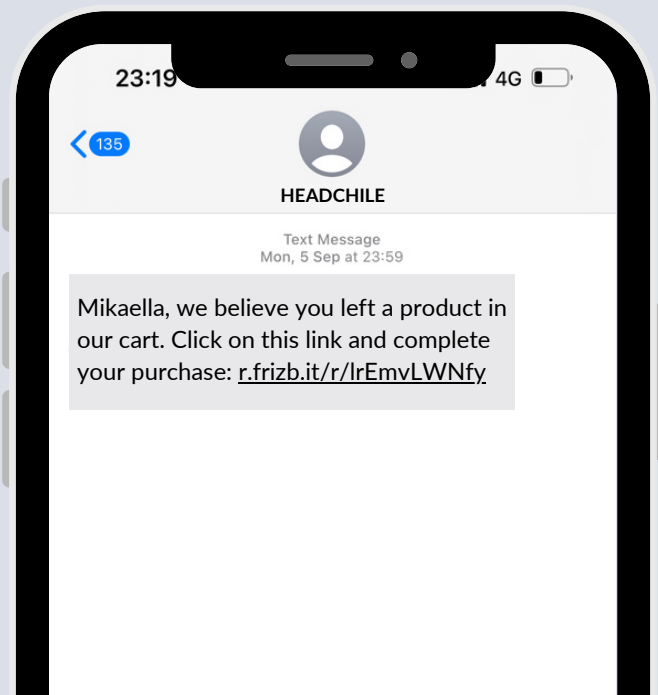 23:19
4G
135
HEADCHILE
Text Message
Mon, 5 Sep at 23:59
Mikaella, we believe you left a product in
our cart. Click on this link and complete
your purchase: r.frizb.it/r/lrEmvLWNfy